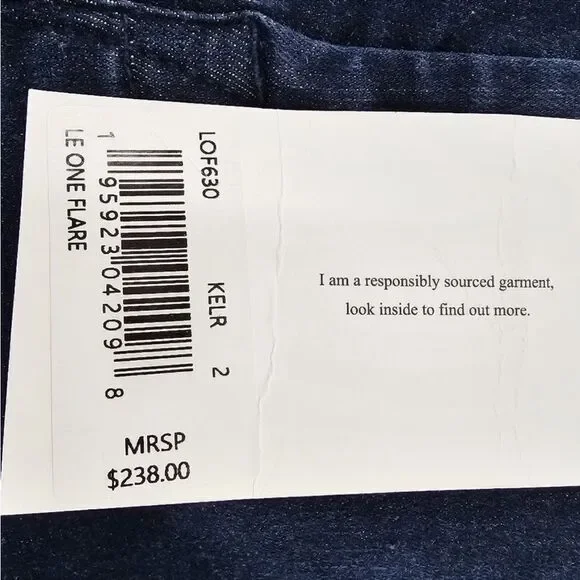 LOF630 KELR 2
1 95923 04209 8
LE ONE FLARE
MRSP
$238.00
I am a responsibly sourced garment,
look inside to find out more.